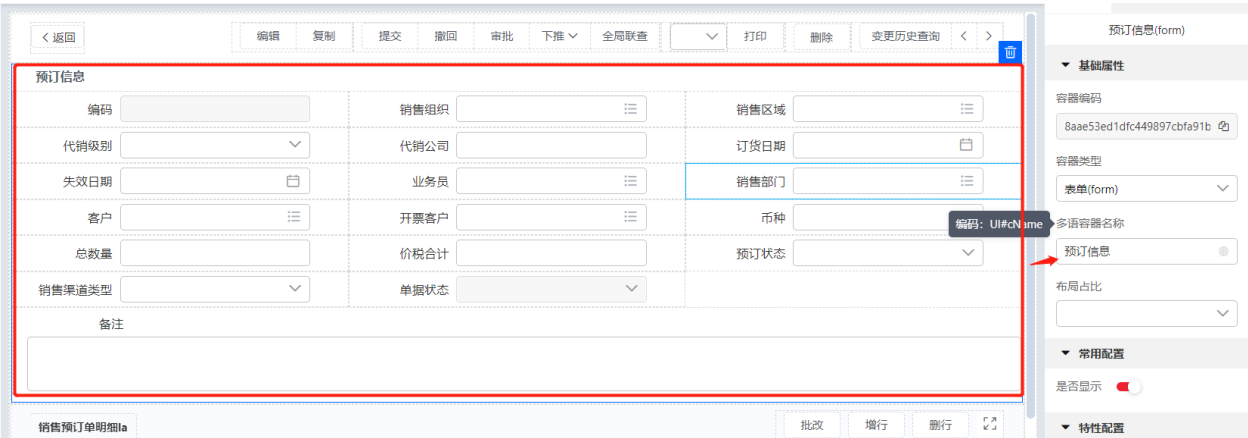 返回 编辑 复制 提交 撤回 审批 下推 全局联查 打印 删除 变更历史查询
预订信息
编码 销售组织 销售区域
代销级别 代销公司 订货日期
失效日期 业务员 销售部门
客户 开票客户 币种
总数量 价税合计 预订状态
销售渠道类型 单据状态
备注
销售预订单明细la 批改 增行 删行
预订信息(form)
基础属性
容器编码
8aae53ed1dfc449897cbfa91b
容器类型
表单(form)
编码：UI#cName
多语容器名称
预订信息
布局占比
常用配置
是否显示
特性配置